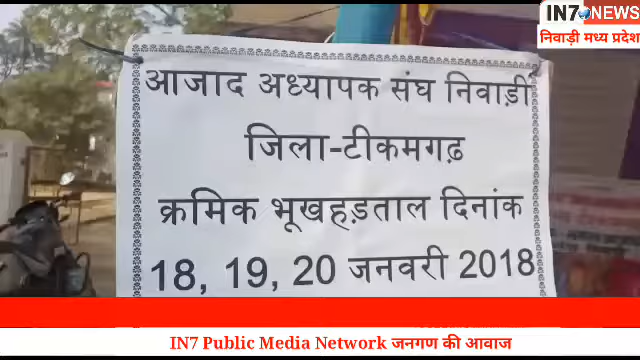 IN7 NEWS
निवाड़ी मध्य प्रदेश
आजाद अध्यापक संघ निवाड़ी
जिला-टीकमगढ़
क्रमिक भूखहड़ताल दिनांक
18, 19, 20 जनवरी 2018
IN7 Public Media Network जनगण की आवाज